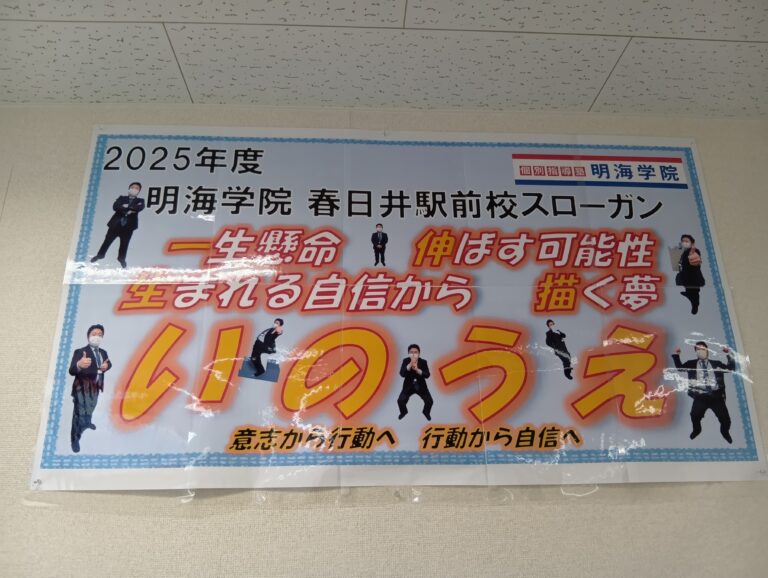 2025年度
個別指導塾 明海学院
明海学院 春日井駅前校スローガン
一生懸命 伸ばす可能性
生まれる自信から 描く夢
いのうえ
意志から行動へ 行動から自信へ